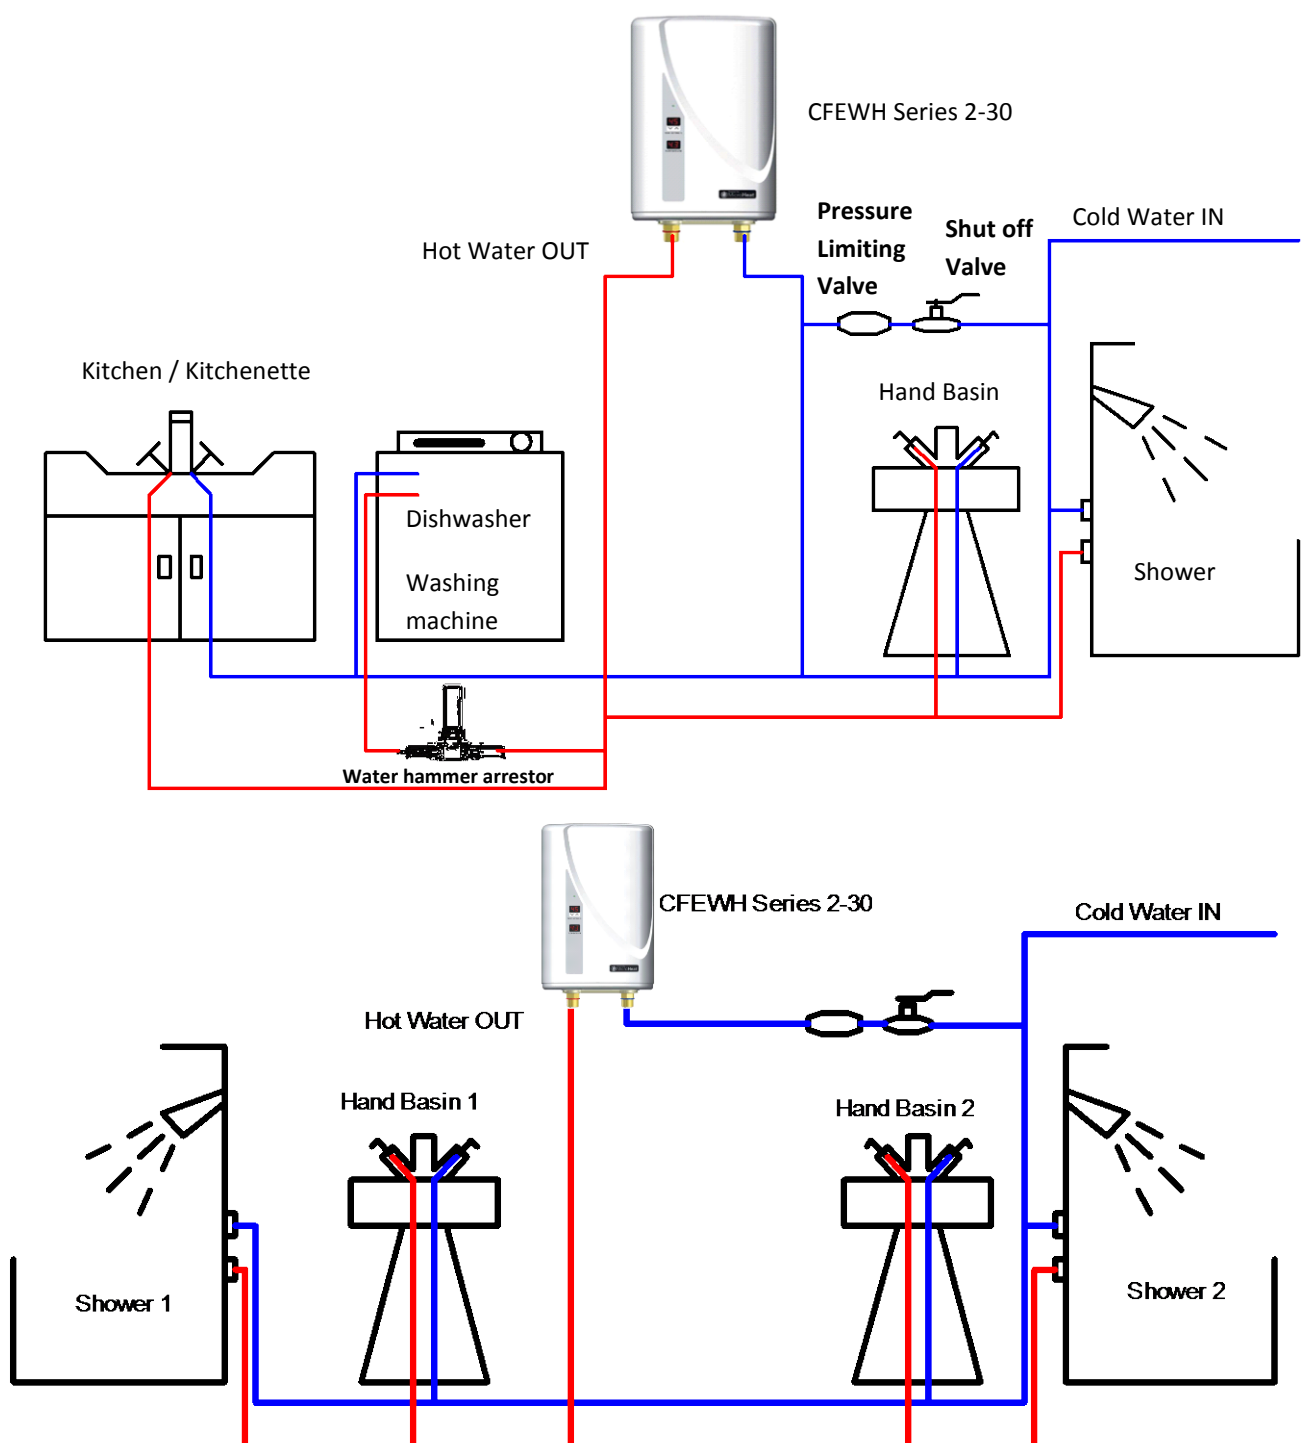 CFEWH Series 2-30
Pressure
Limiting
Valve
Shut off
Valve
Cold Water IN
Hot Water OUT
Kitchen / Kitchenette
Hand Basin
Dishwasher
Washing
machine
Shower
Water hammer arrestor
CFEWH Series 2-30
Cold Water IN
Hot Water OUT
Hand Basin 1
Hand Basin 2
Shower 1
Shower 2